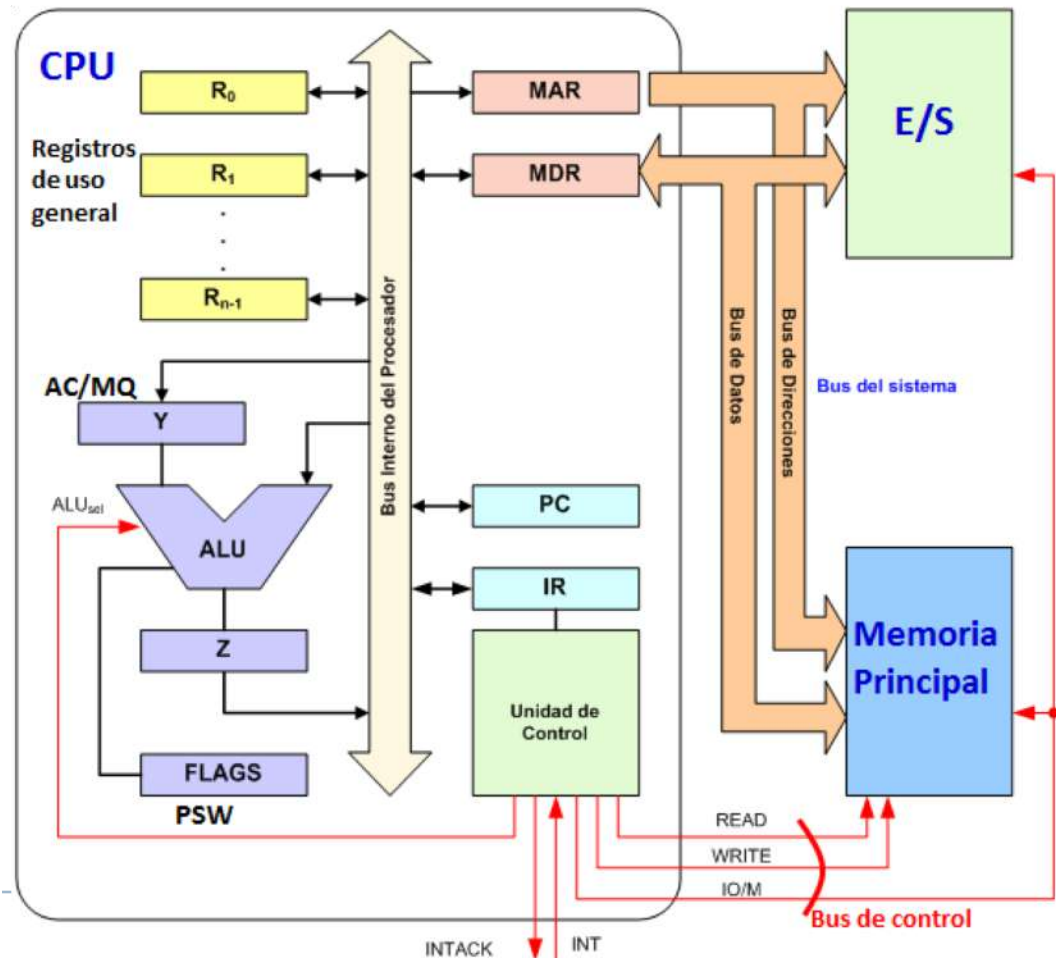 CPU
Registros
de uso
general
R0
R1
.
.
.
Rn-1
AC/MQ
Y
ALUsel
ALU
Z
FLAGS
PSW
Bus Interno del Procesador
MAR
MDR
PC
IR
Unidad de
Control
E/S
Bus de Datos
Bus de Direcciones
Bus del sistema
Memoria
Principal
READ
WRITE
IO/M
Bus de control
INTACK
INT